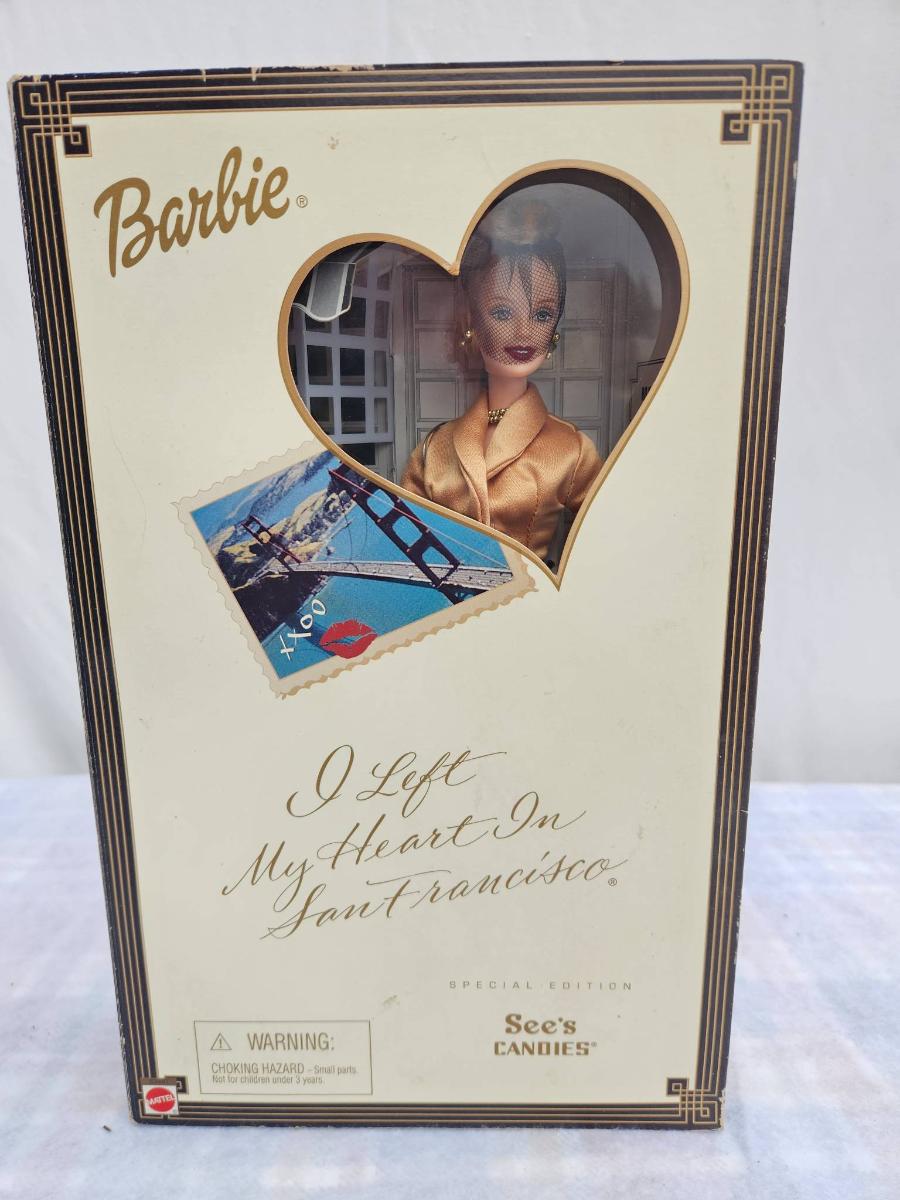 Barbie®
XXOO
I Left
My Heart In
San Francisco®
SPECIAL EDITION
See's
CANDIES®
⚠ WARNING:
CHOKING HAZARD – Small parts.
Not for children under 3 years.
MATTEL